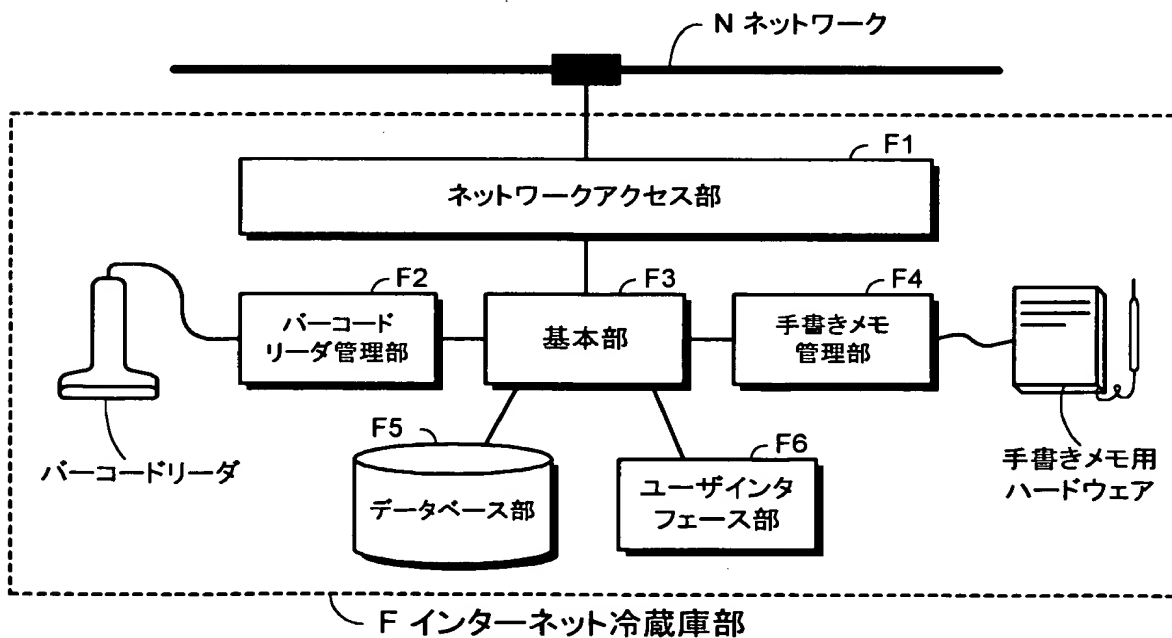 N ネットワーク
F1
ネットワークアクセス部
F2
バーコード
リーダ管理部
F3
基本部
F4
手書きメモ
管理部
バーコードリーダ
F5
データベース部
F6
ユーザインタ
フェース部
手書きメモ用
ハードウェア
F インターネット冷蔵庫部